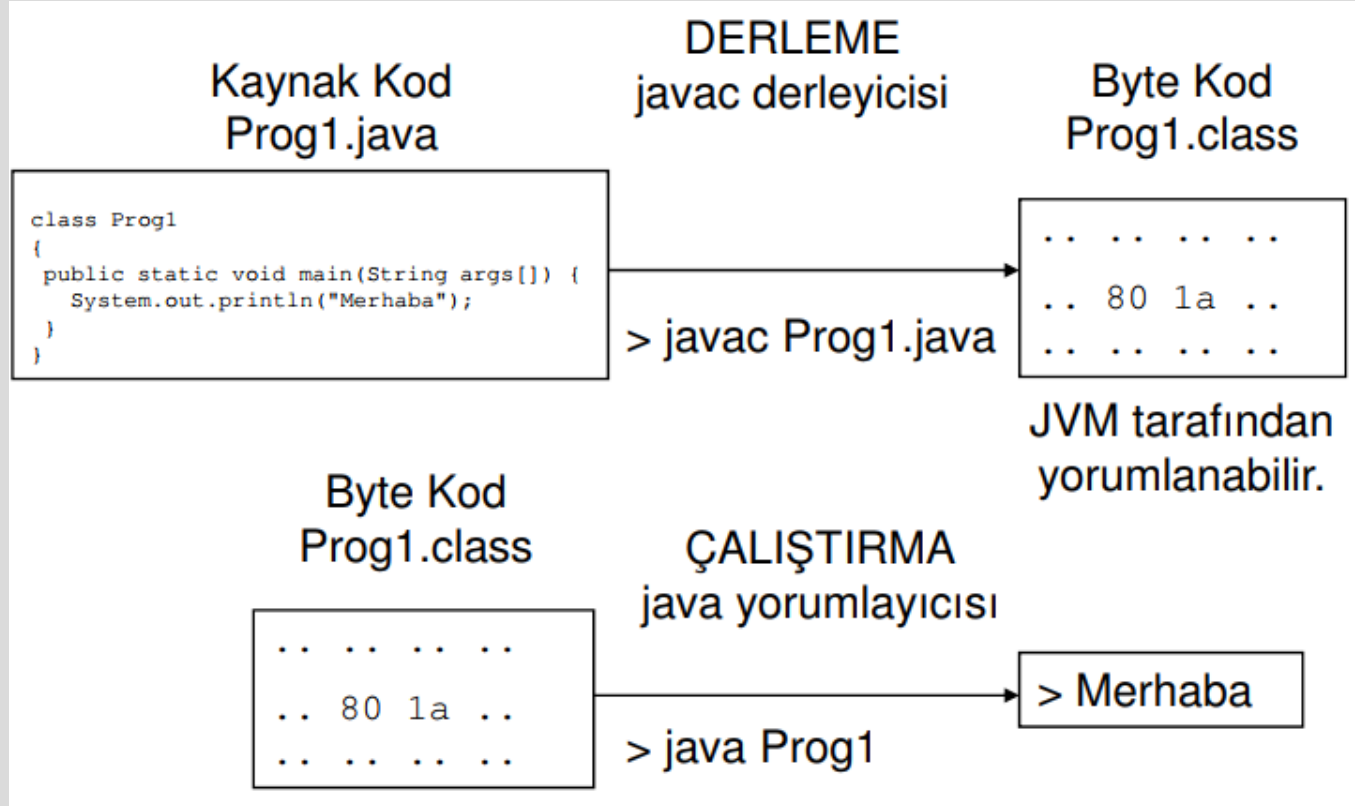 DERLEME
javac derleyicisi
Kaynak Kod
Prog1.java
Byte Kod
Prog1.class
class Prog1
{
public static void main(String args[]) {
System.out.println("Merhaba");
}
}
> javac Prog1.java
.. .. .. ..
.. 80 1a ..
.. .. .. ..
JVM tarafından
yorumlanabilir.
Byte Kod
Prog1.class
ÇALIŞTIRMA
java yorumlayıcısı
.. .. .. ..
.. 80 1a ..
.. .. .. ..
> java Prog1
> Merhaba